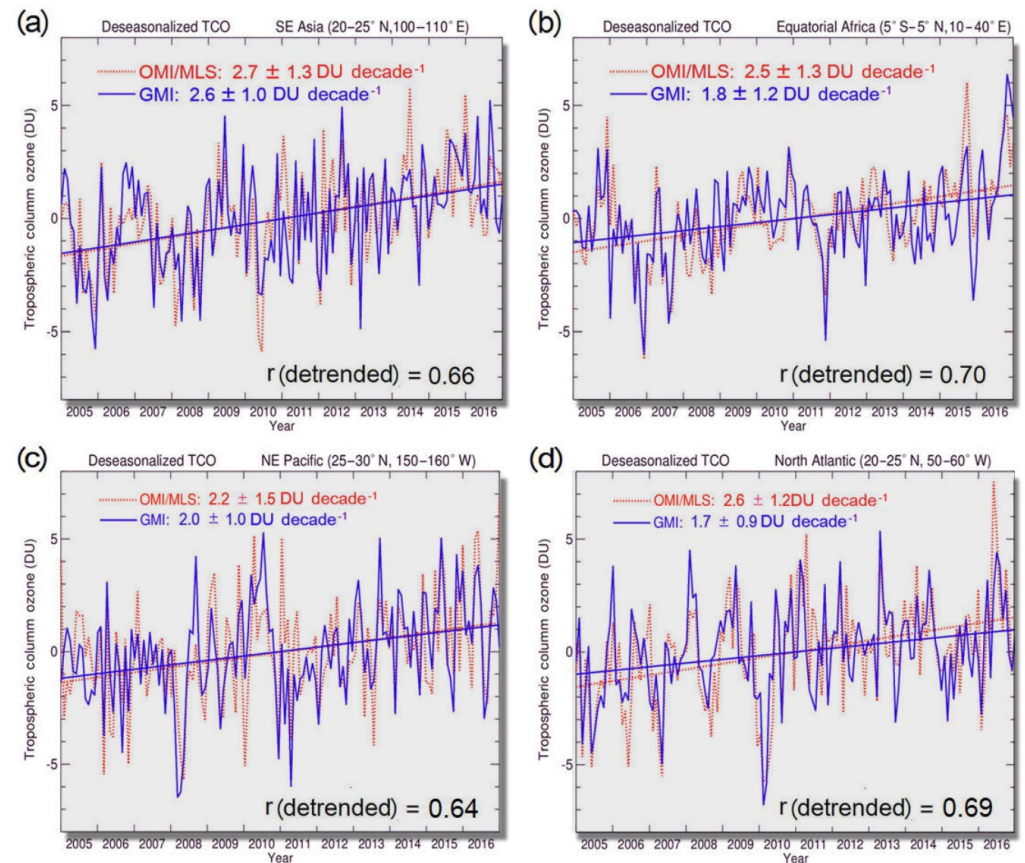 (a)
Deseasonalized TCO SE Asia (20–25° N,100–110° E)
OMI/MLS: 2.7 ± 1.3 DU decade⁻¹
GMI: 2.6 ± 1.0 DU decade⁻¹
5
0
-5
Tropospheric column ozone (DU)
r (detrended) = 0.66
2005 2006 2007 2008 2009 2010 2011 2012 2013 2014 2015 2016
Year
(b)
Deseasonalized TCO Equatorial Africa (5° S–5° N,10–40° E)
OMI/MLS: 2.5 ± 1.3 DU decade⁻¹
GMI: 1.8 ± 1.2 DU decade⁻¹
5
0
-5
Tropospheric column ozone (DU)
r (detrended) = 0.70
2005 2006 2007 2008 2009 2010 2011 2012 2013 2014 2015 2016
Year
(c)
Deseasonalized TCO NE Pacific (25–30° N, 150–160° W)
OMI/MLS: 2.2 ± 1.5 DU decade⁻¹
GMI: 2.0 ± 1.0 DU decade⁻¹
5
0
-5
Tropospheric column ozone (DU)
r (detrended) = 0.64
2005 2006 2007 2008 2009 2010 2011 2012 2013 2014 2015 2016
Year
(d)
Deseasonalized TCO North Atlantic (20–25° N, 50–60° W)
OMI/MLS: 2.6 ± 1.2DU decade⁻¹
GMI: 1.7 ± 0.9 DU decade⁻¹
5
0
-5
Tropospheric column ozone (DU)
r (detrended) = 0.69
2005 2006 2007 2008 2009 2010 2011 2012 2013 2014 2015 2016
Year